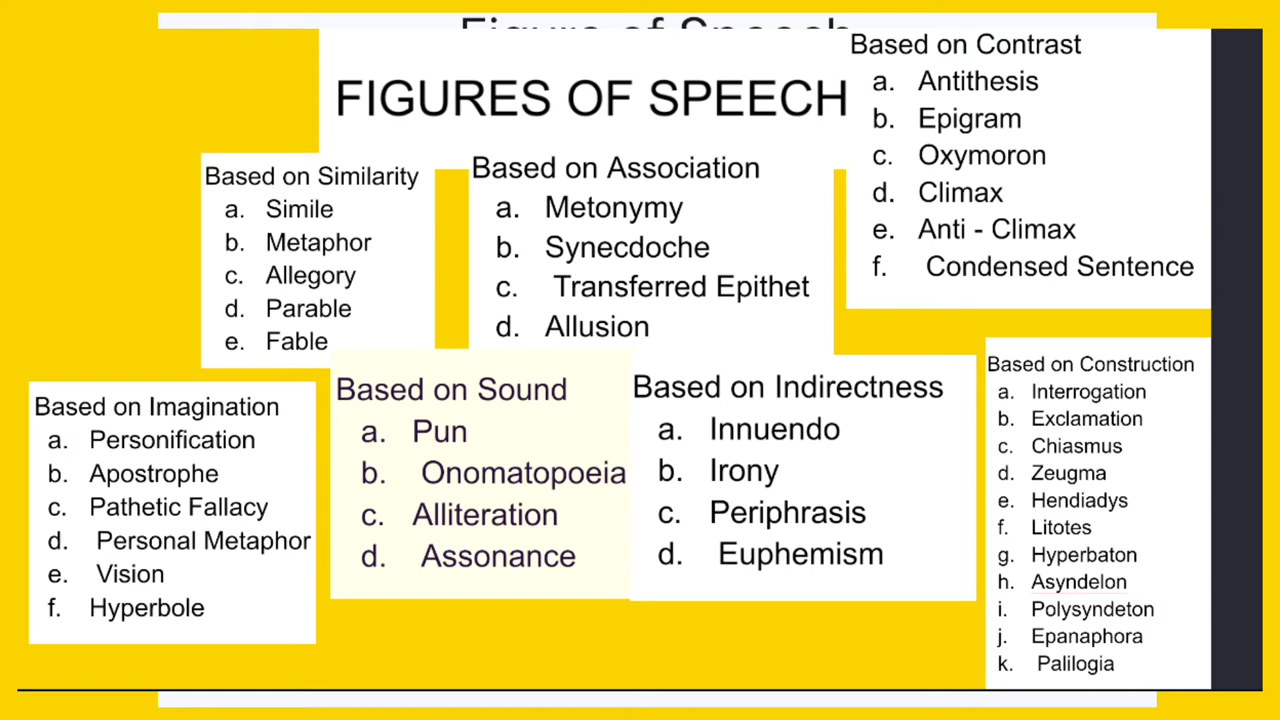 Figure of Speech
FIGURES OF SPEECH
Based on Similarity
a. Simile
b. Metaphor
c. Allegory
d. Parable
e. Fable
Based on Association
a. Metonymy
b. Synecdoche
c. Transferred Epithet
d. Allusion
Based on Contrast
a. Antithesis
b. Epigram
c. Oxymoron
d. Climax
e. Anti - Climax
f. Condensed Sentence
Based on Imagination
a. Personification
b. Apostrophe
c. Pathetic Fallacy
d. Personal Metaphor
e. Vision
f. Hyperbole
Based on Sound
a. Pun
b. Onomatopoeia
c. Alliteration
d. Assonance
Based on Indirectness
a. Innuendo
b. Irony
c. Periphrasis
d. Euphemism
Based on Construction
a. Interrogation
b. Exclamation
c. Chiasmus
d. Zeugma
e. Hendiadys
f. Litotes
g. Hyperbaton
h. Asyndelon
i. Polysyndeton
j. Epanaphora
k. Palilogia